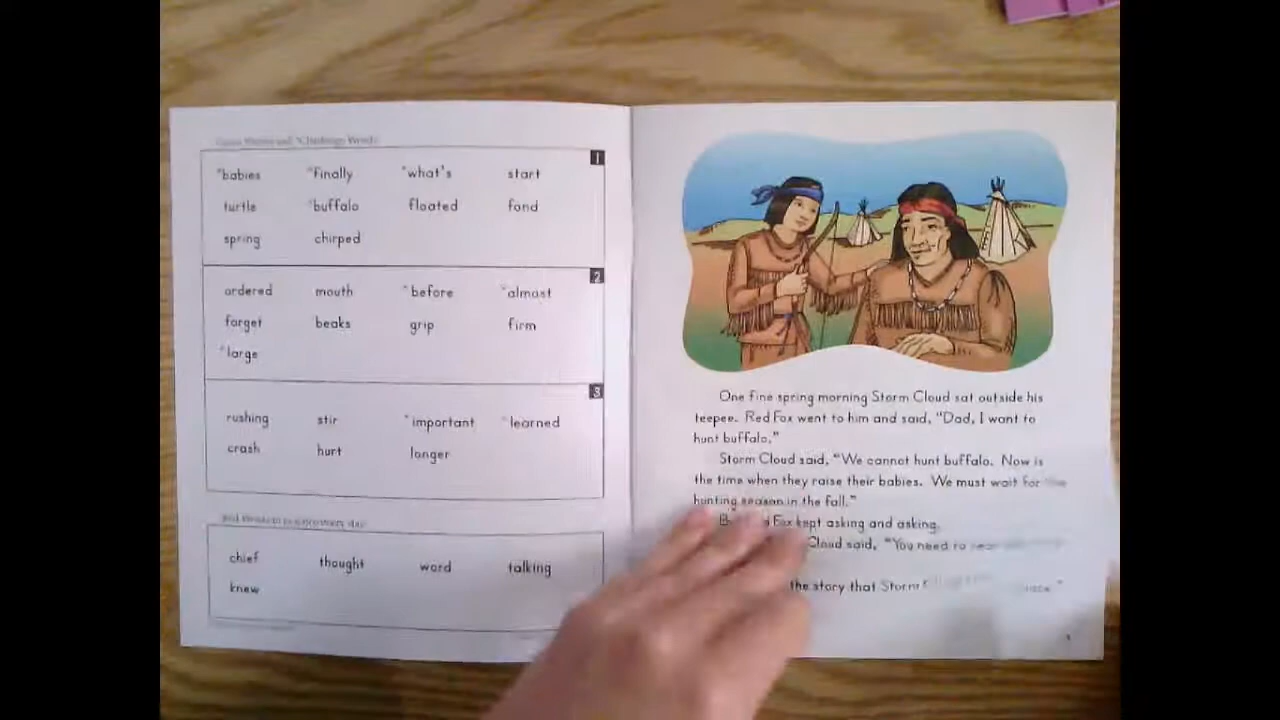 1
*babies *finally *what's start
turtle *buffalo floated fond
spring chirped
2
ordered mouth *before *almost
forget beaks grip firm
*large
3
rushing stir *important *learned
crash hurt longer
chief thought word talking
knew
One fine spring morning Storm Cloud sat outside his
teepee. Red Fox went to him and said, "Dad, I want to
hunt buffalo."
Storm Cloud said, "We cannot hunt buffalo. Now is
the time when they raise their babies. We must wait for
hunting season in the fall."
Fox kept asking and asking.
Cloud said, "You need to
the story that Storm